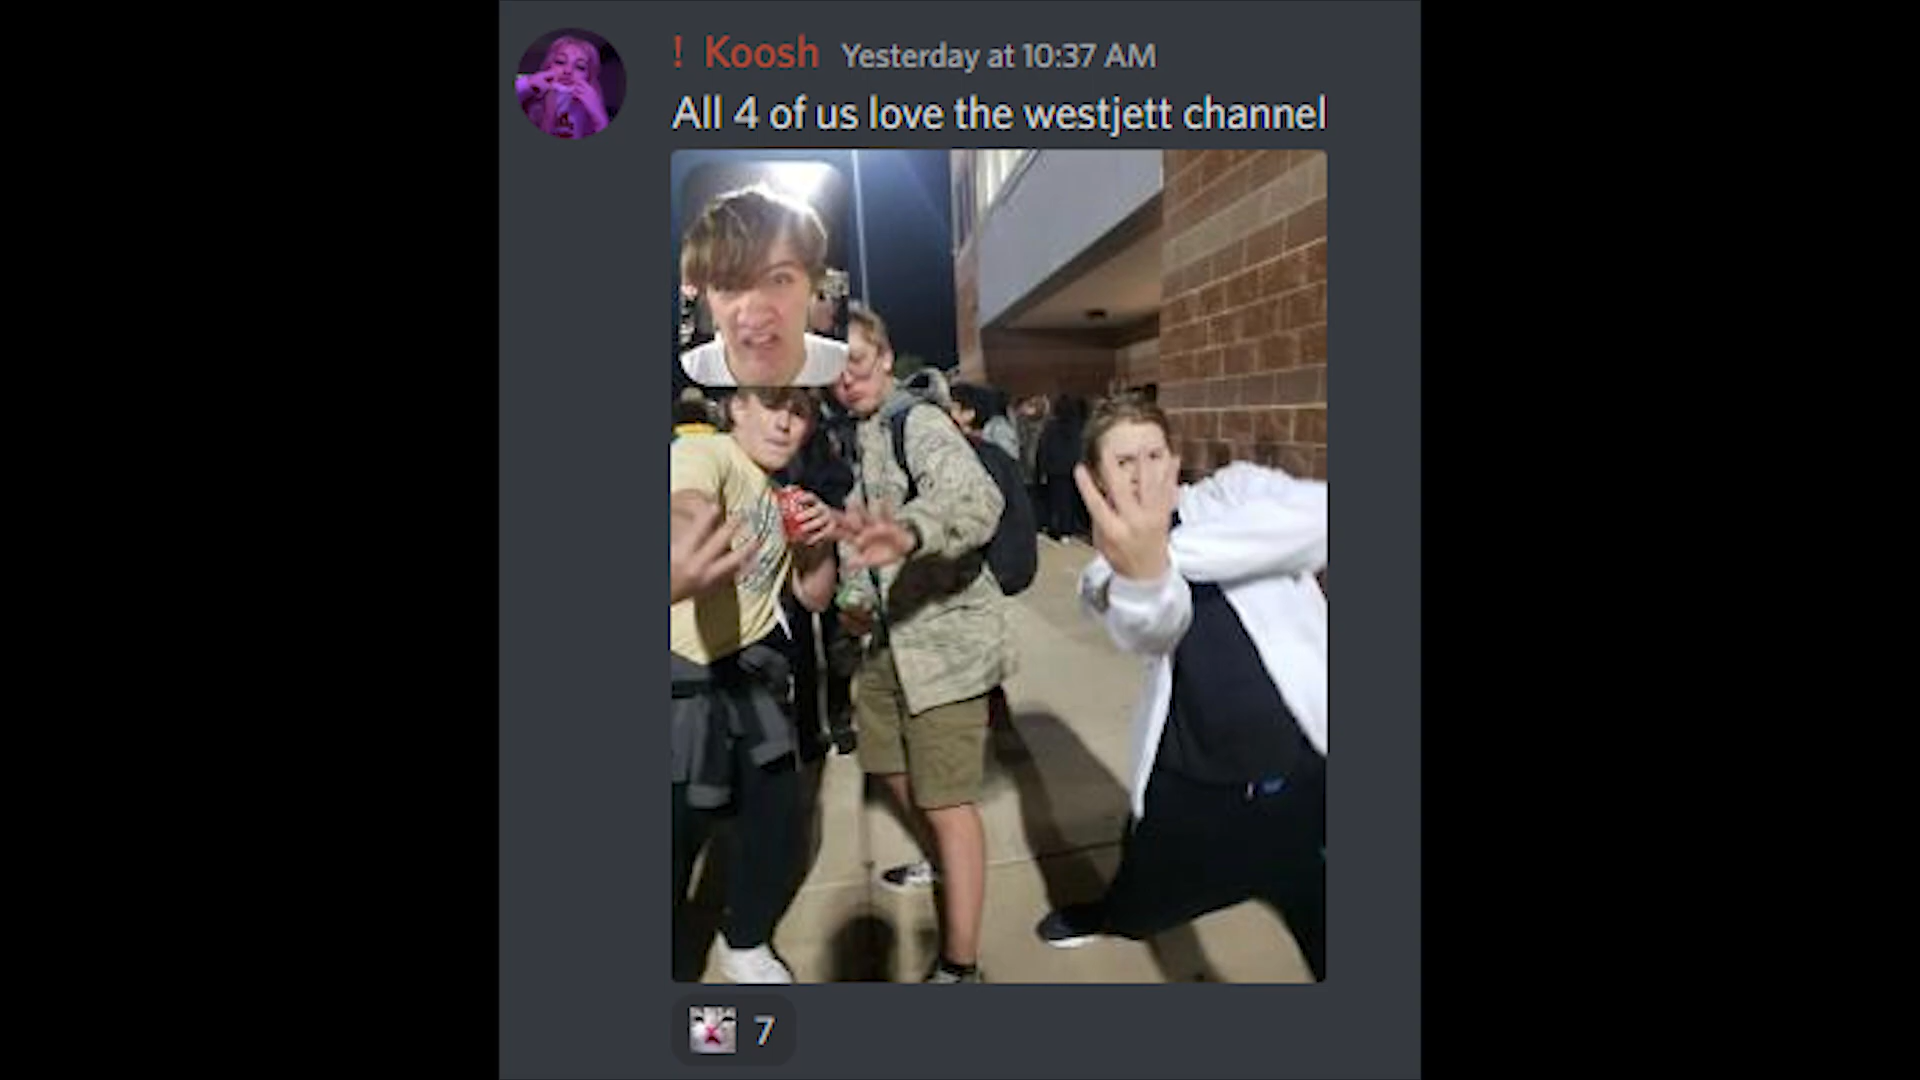 ! Koosh Yesterday at 10:37 AM
All 4 of us love the westjett channel
7